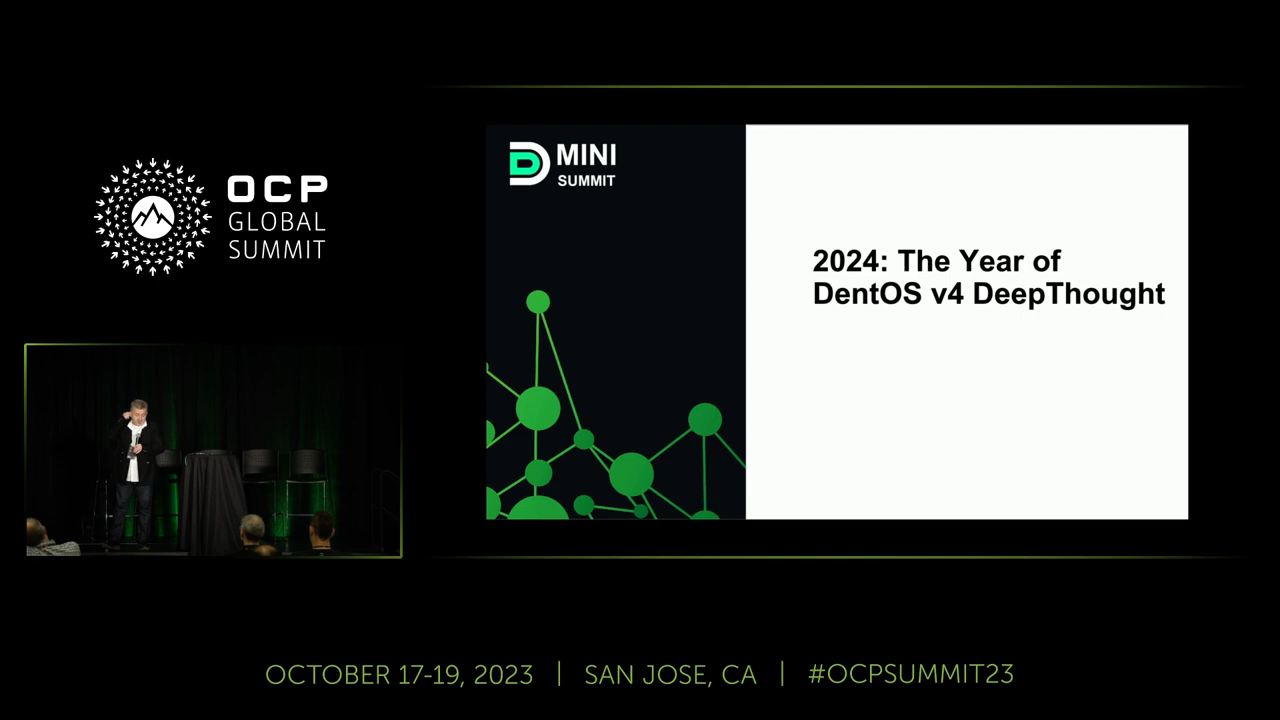 OCP
GLOBAL
SUMMIT
MINI
SUMMIT
2024: The Year of
DentOS v4 DeepThought
OCTOBER 17-19, 2023 | SAN JOSE, CA | #OCPSUMMIT23